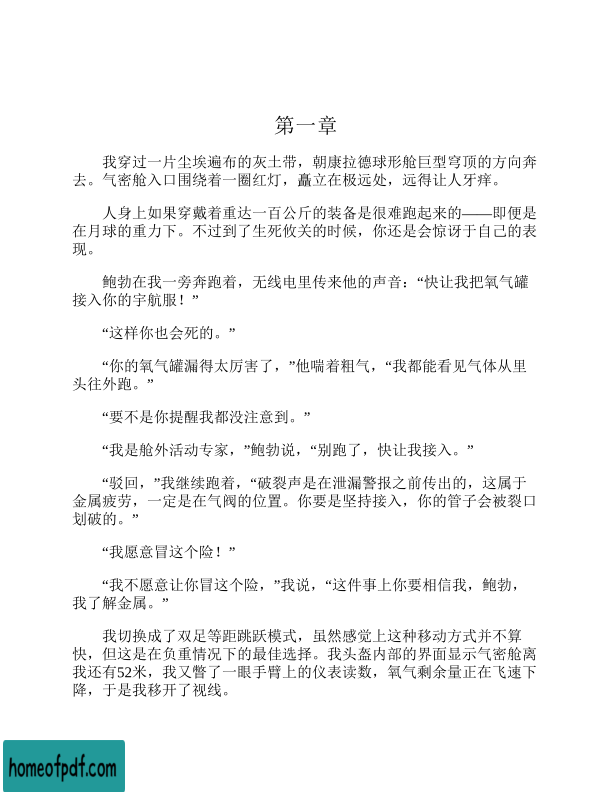 第一章
我穿过一片尘埃遍布的灰土带，朝康拉德球形舱巨型穹顶的方向奔
去。气密舱入口围绕着一圈红灯，矗立在极远处，远得让人牙痒。
人身上如果穿戴着重达一百公斤的装备是很难跑起来的——即便是
在月球的重力下。不过到了生死攸关的时候，你还是会惊讶于自己的表
现。
鲍勃在我一旁奔跑着，无线电里传来他的声音：“快让我把氧气罐
接入你的宇航服！”
“这样你也会死的。”
“你的氧气罐漏得太厉害了，”他喘着粗气，“我都能看见气体从里
头往外跑。”
“要不是你提醒我都没注意到。”
“我是舱外活动专家，”鲍勃说，“别跑了，快让我接入。”
“驳回，”我继续跑着，“破裂声是在泄漏警报之前传出的，这属于
金属疲劳，一定是在气阀的位置。你要是坚持接入，你的管子会被裂口
划破的。”
“我愿意冒这个险！”
“我不愿意让你冒这个险，”我说，“这件事上你要相信我，鲍勃，
我了解金属。”
我切换成了双足等距跳跃模式，虽然感觉上这种移动方式并不算
快，但这是在负重情况下的最佳选择。我头盔内部的界面显示气密舱离
我还有52米，我又瞥了一眼手臂上的仪表读数，氧气剩余量正在飞速下
降，于是我移开了视线。
homeofpdf.com